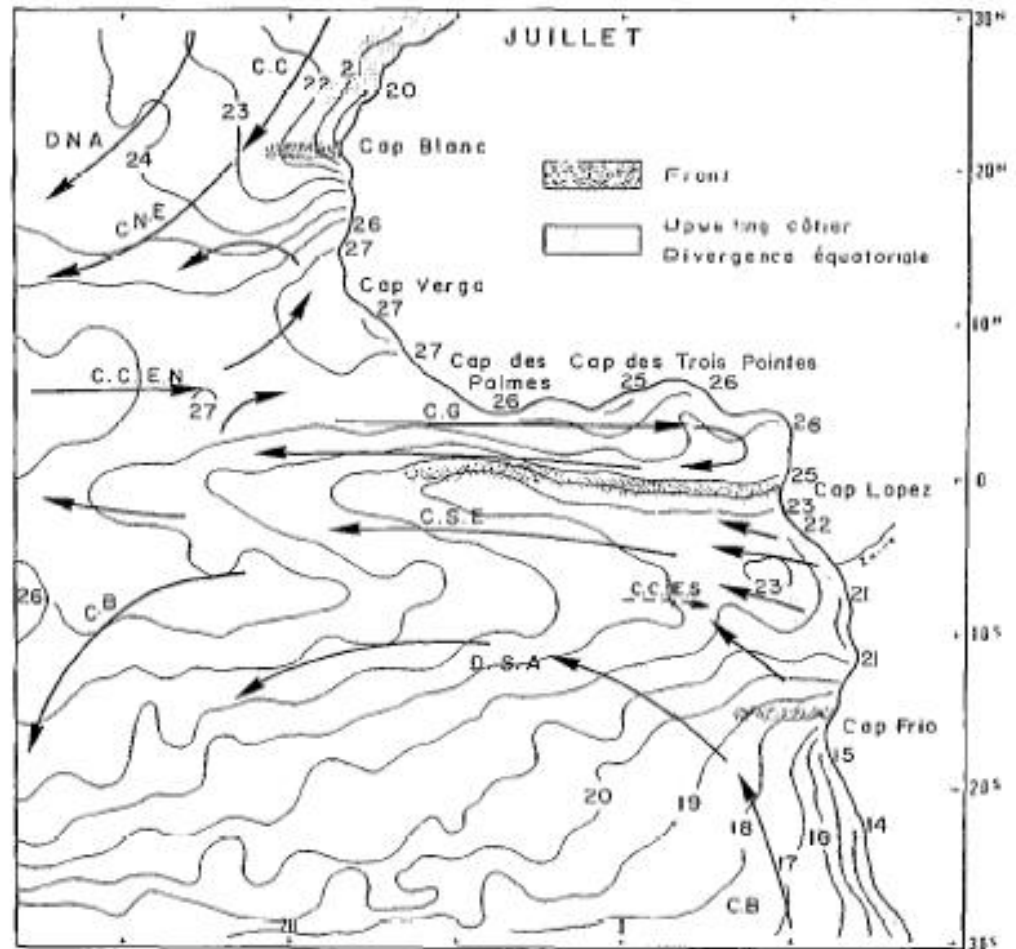 JUILLET
30N
C.C
22
2
20
23
DNA
24
Cap Blanc
20N
Front
C.N.E
26
27
Upwelling côtier
Divergence équatoriale
Cap Verga
27
10N
27
Cap des Palmes
Cap des Trois Pointes
25
26
C.C.E.N
27
26
C.G
26
25
0
Cap Lopez
23
22
C.S.E
Zaïre
26
C.B
C.C.E.S
23
21
10S
D.S.A
21
Cap Frio
15
20
19
18
17
16
14
20S
C.B
30S